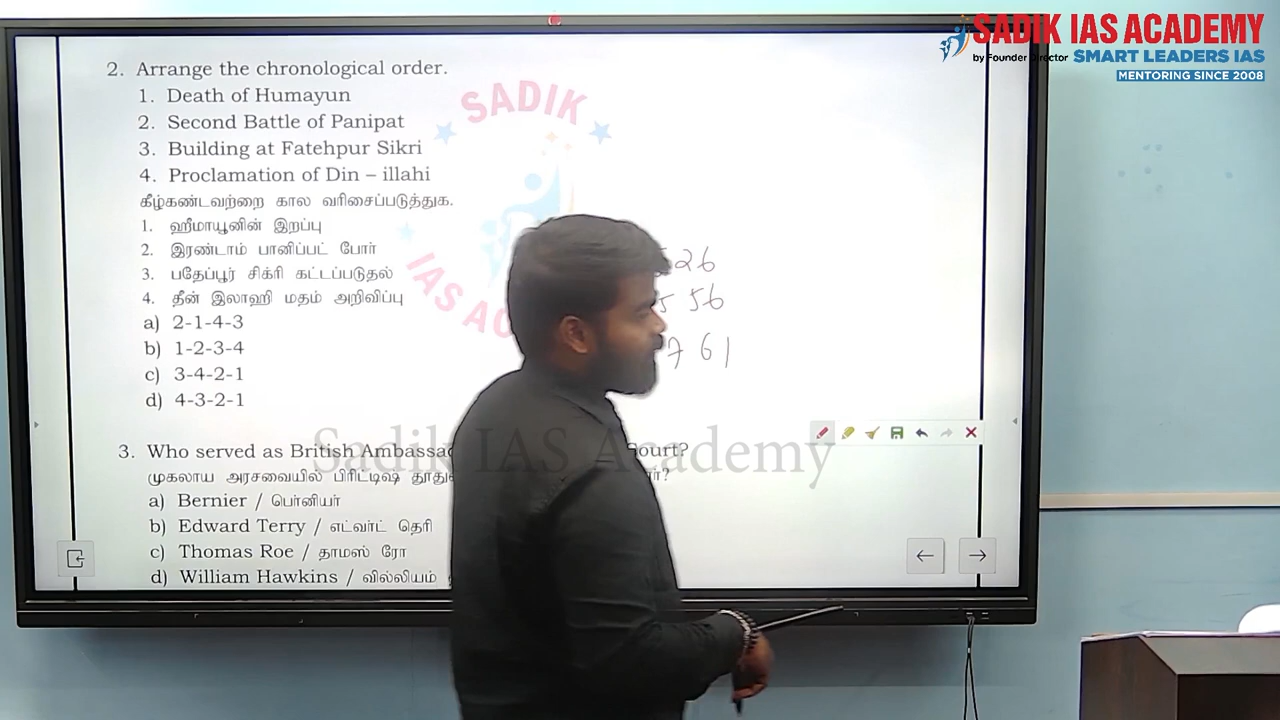 SADIK IAS ACADEMY
by Founder Director SMART LEADERS IAS
MENTORING SINCE 2008
2. Arrange the chronological order.
1. Death of Humayun
2. Second Battle of Panipat
3. Building at Fatehpur Sikri
4. Proclamation of Din – illahi
கீழ்கண்டவற்றை கால வரிசைப்படுத்துக.
1. ஹீமாயூனின் இறப்பு
2. இரண்டாம் பானிப்பட் போர்
3. பதேப்பூர் சிக்ரி கட்டப்படுதல்
4. தீன் இலாஹி மதம் அறிவிப்பு
a) 2-1-4-3
b) 1-2-3-4
c) 3-4-2-1
d) 4-3-2-1
26
56
61
SADIK
IAS AC
Sadik IAS Academy
3. Who served as British
முகலாய அரசவையில் பிரிட்டிஷ்
a) Bernier / பெர்னியர்
b) Edward Terry / எட்வர்ட் தெரி
c) Thomas Roe / தாமஸ் ரோ
d) William Hawkins / வில்லியம்